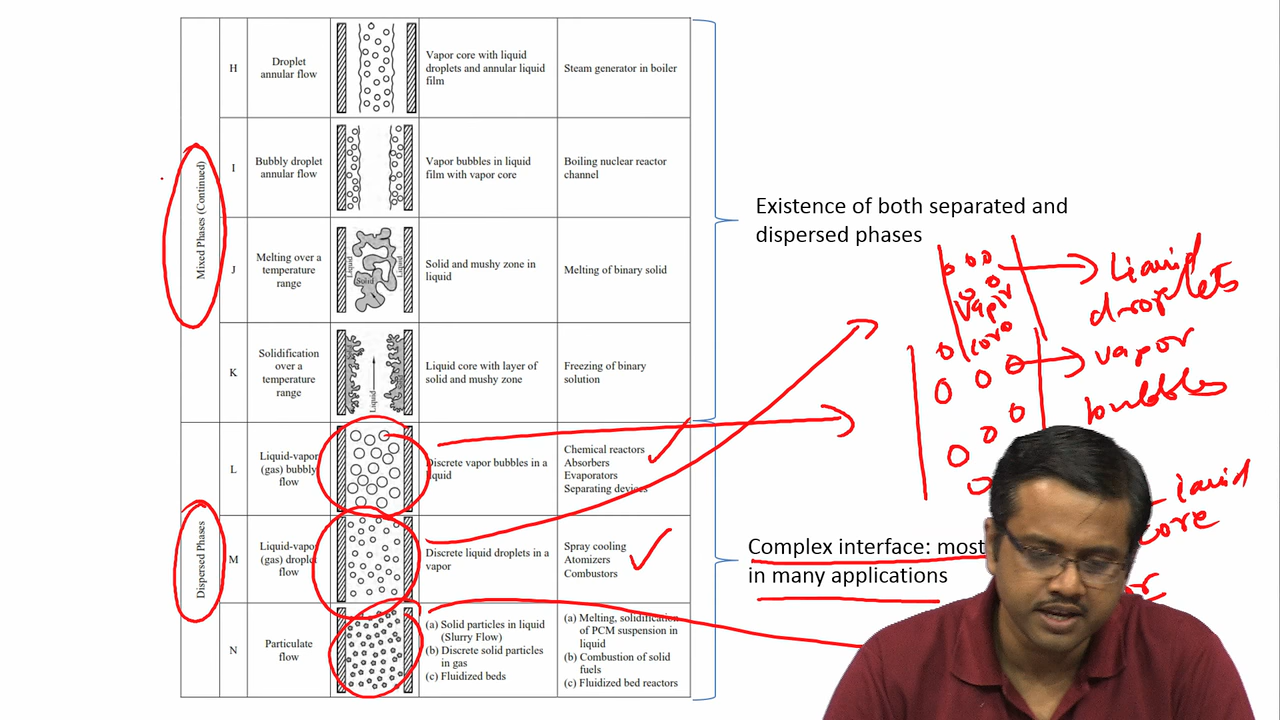 Mixed Phases (Continued)
H
Droplet
annular flow
Vapor core with liquid
droplets and annular liquid
film
Steam generator in boiler
I
Bubbly droplet
annular flow
Vapor bubbles in liquid
film with vapor core
Boiling nuclear reactor
channel
J
Melting over a
temperature
range
Liquid
Solid
Liquid
Solid and mushy zone in
liquid
Melting of binary solid
K
Solidification
over a
temperature
range
Liquid
Liquid core with layer of
solid and mushy zone
Freezing of binary
solution
Dispersed Phases
L
Liquid-vapor
(gas) bubbly
flow
Discrete vapor bubbles in a
liquid
Chemical reactors
Absorbers
Evaporators
Separating devices
M
Liquid-vapor
(gas) droplet
flow
Discrete liquid droplets in a
vapor
Spray cooling
Atomizers
Combustors
N
Particulate
flow
(a) Solid particles in liquid
(Slurry Flow)
(b) Discrete solid particles
in gas
(c) Fluidized beds
(a) Melting, solidification
of PCM suspension in
liquid
(b) Combustion of solid
fuels
(c) Fluidized bed reactors
Existence of both separated and
dispersed phases
vapor
core
Liquid
droplets
vapor
bubbles
Liquid
core
Complex interface: most
in many applications